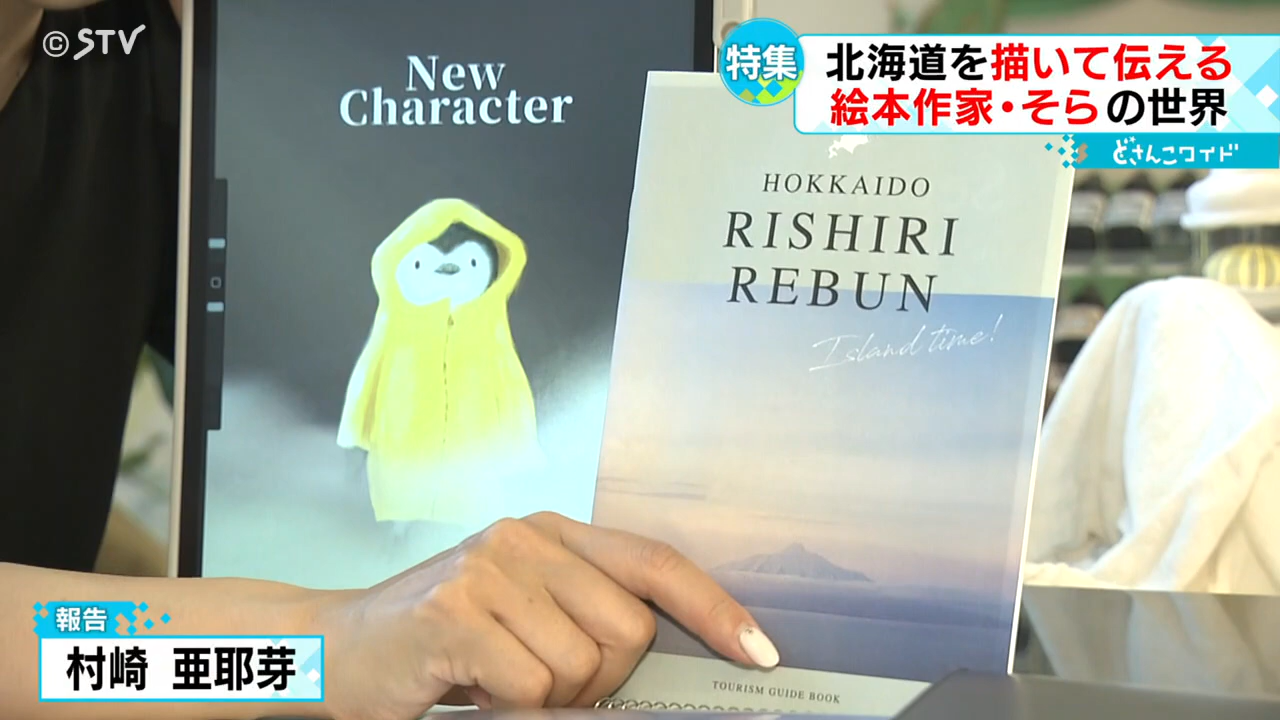 © STV
New
Character
特集
北海道を描いて伝える
絵本作家・そらの世界
どさんこワイド
HOKKAIDO
RISHIRI
REBUN
Island time!
TOURISM GUIDE BOOK
報告
村崎 亜耶芽